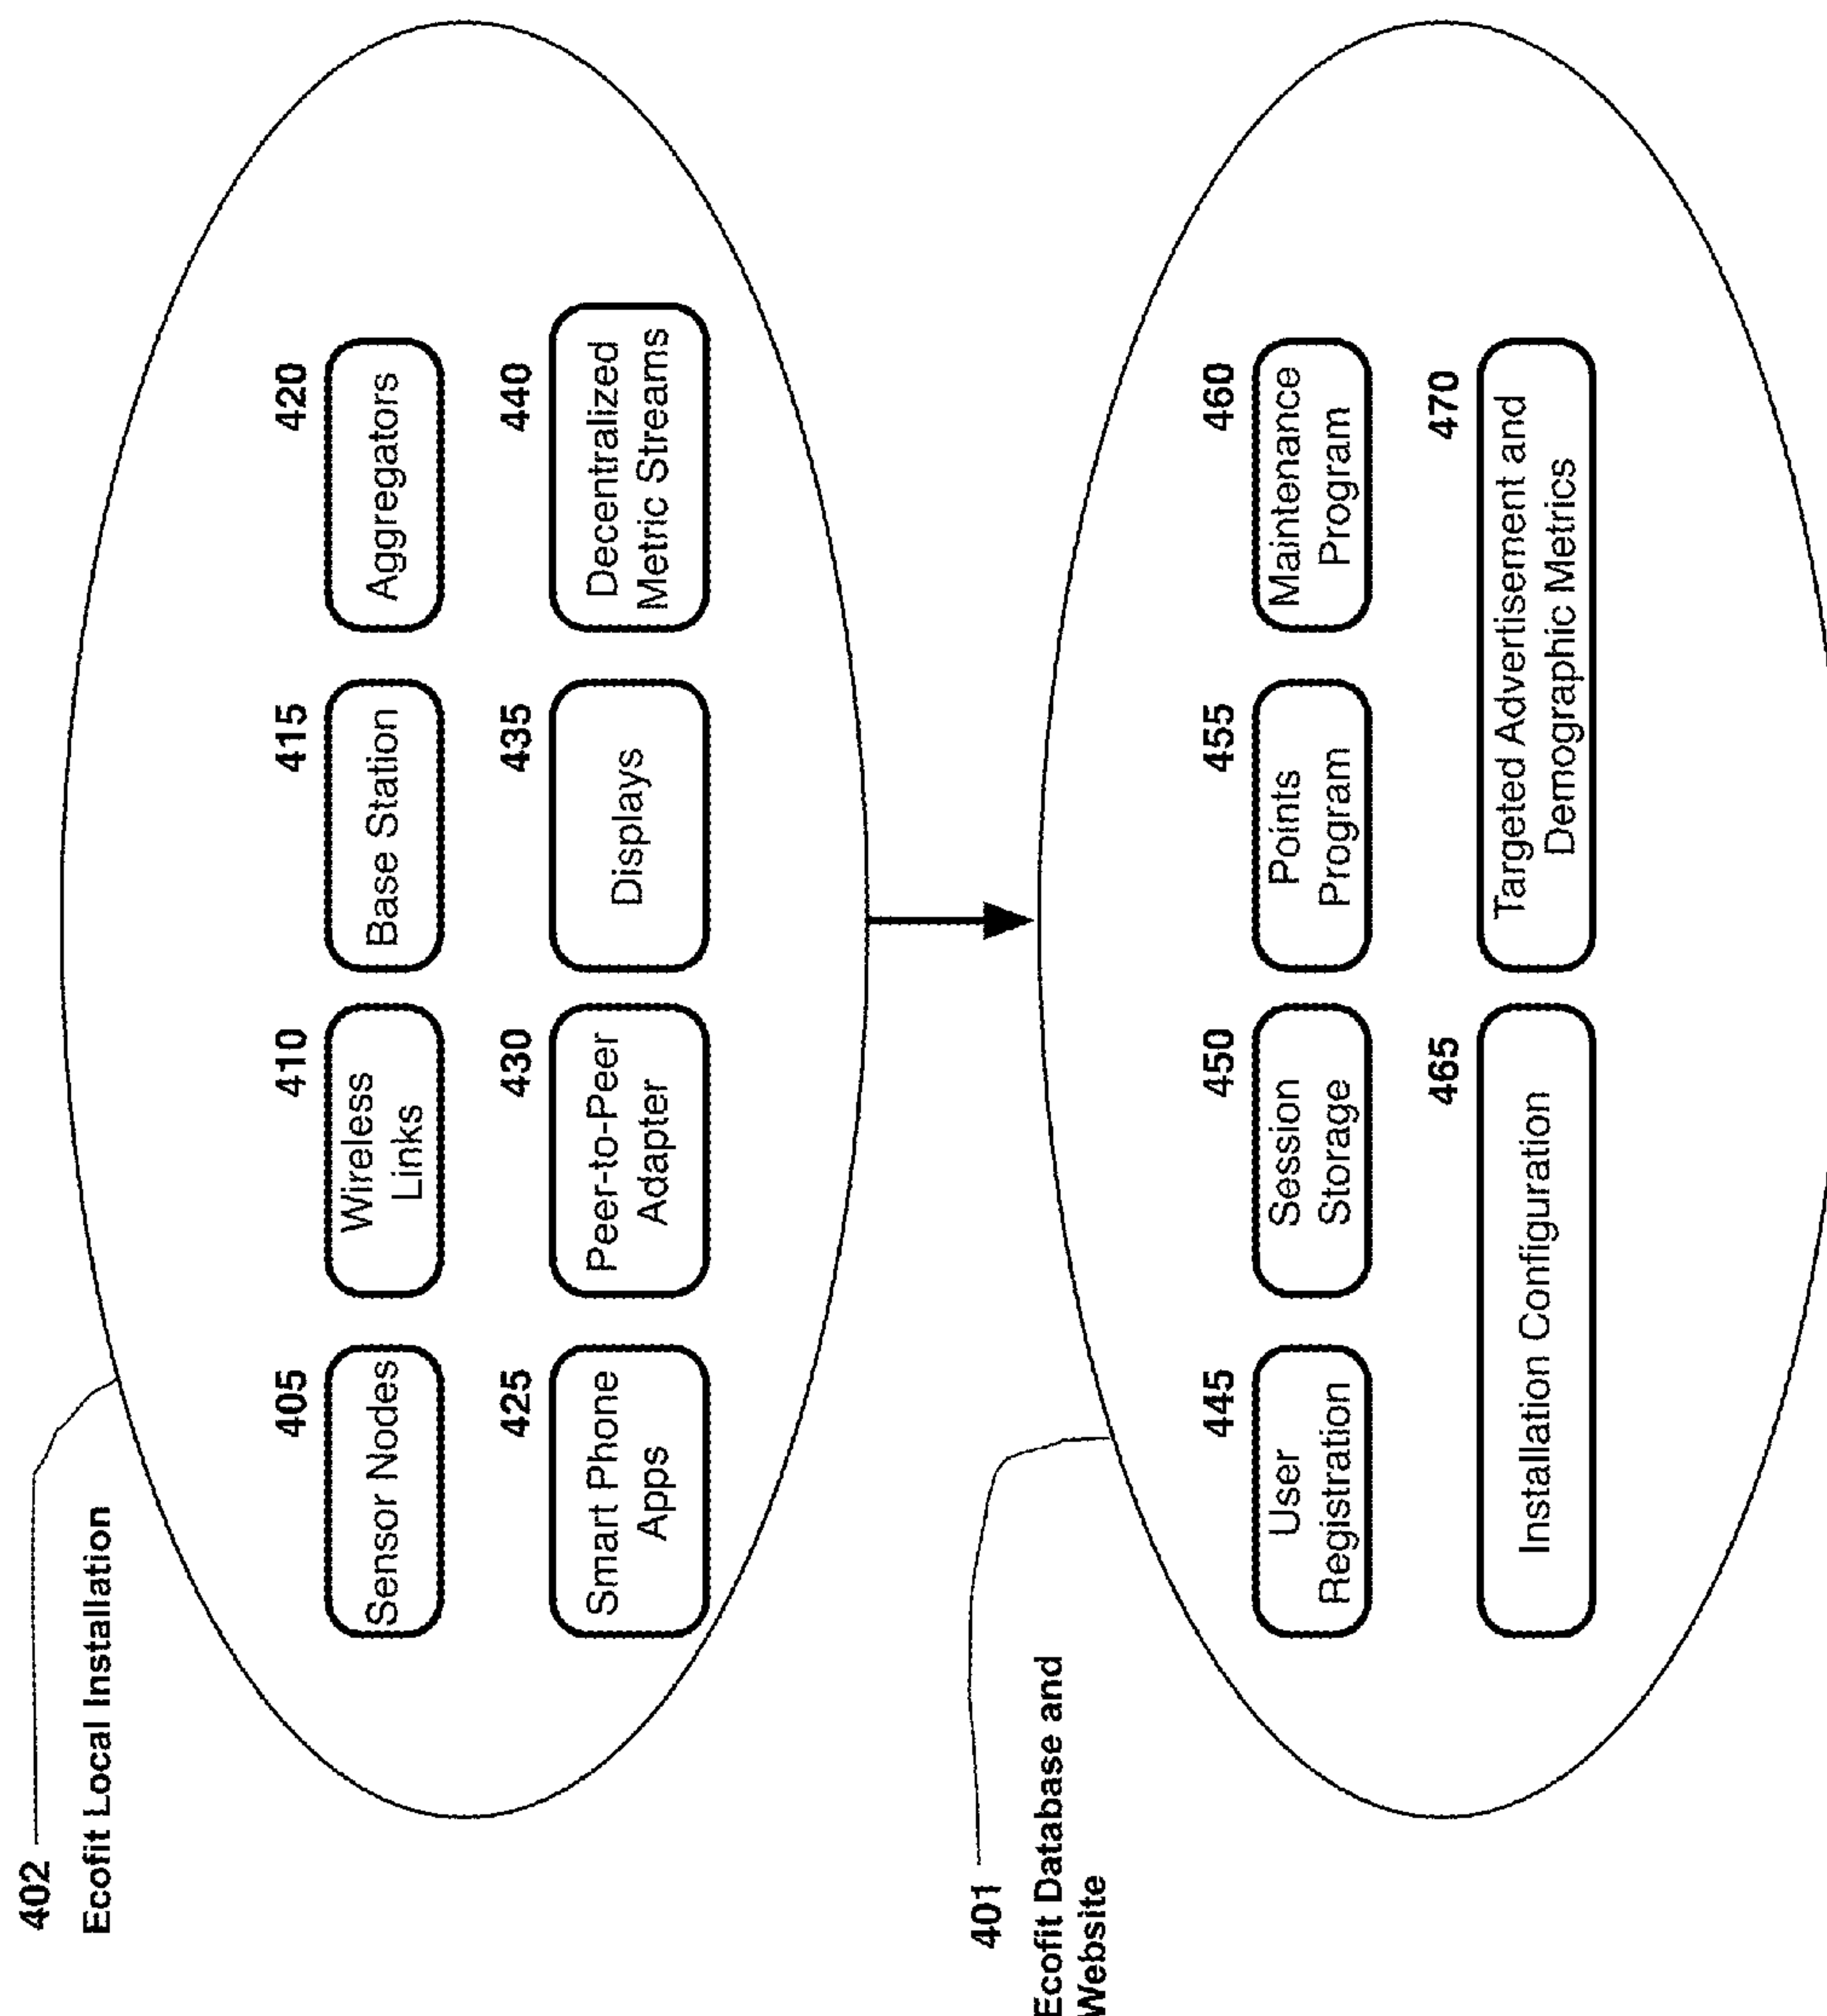 402
Ecofit Local Installation
405
Sensor Nodes
410
Wireless
Links
415
Base Station
420
Aggregators
425
Smart Phone
Apps
430
Peer-to-Peer
Adapter
435
Displays
440
Decentralized
Metric Streams
401
Ecofit Database and
Website
445
User
Registration
450
Session
Storage
455
Points
Program
460
Maintenance
Program
465
Installation Configuration
470
Targeted Advertisement and
Demographic Metrics